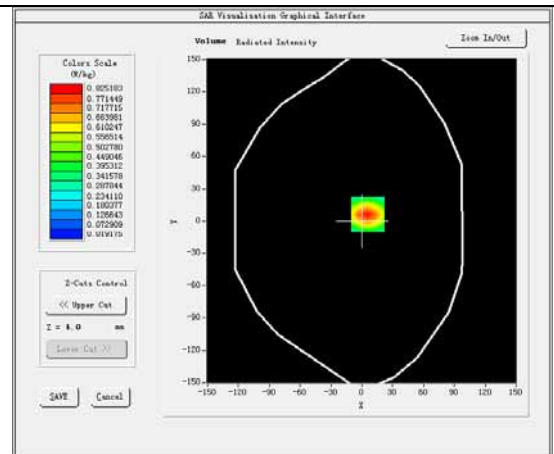 SAR Visualisation Graphical Interface
Volume Radiated Intensity
Zoom In/Out
Colors Scale
(W/kg)
0.825183
0.771449
0.717715
0.663981
0.610247
0.556514
0.502780
0.449046
0.395312
0.341578
0.287844
0.234110
0.180377
0.126643
0.072909
0.019175
Z-Cuts Control
<< Upper Cut
Z = 4.0 mm
Lower Cut >>
SAVE Cancel
150
120
90
60
30
0
-30
-60
-90
-120
-150
Y
-150 -120 -90 -60 -30 0 30 60 90 120 150
X